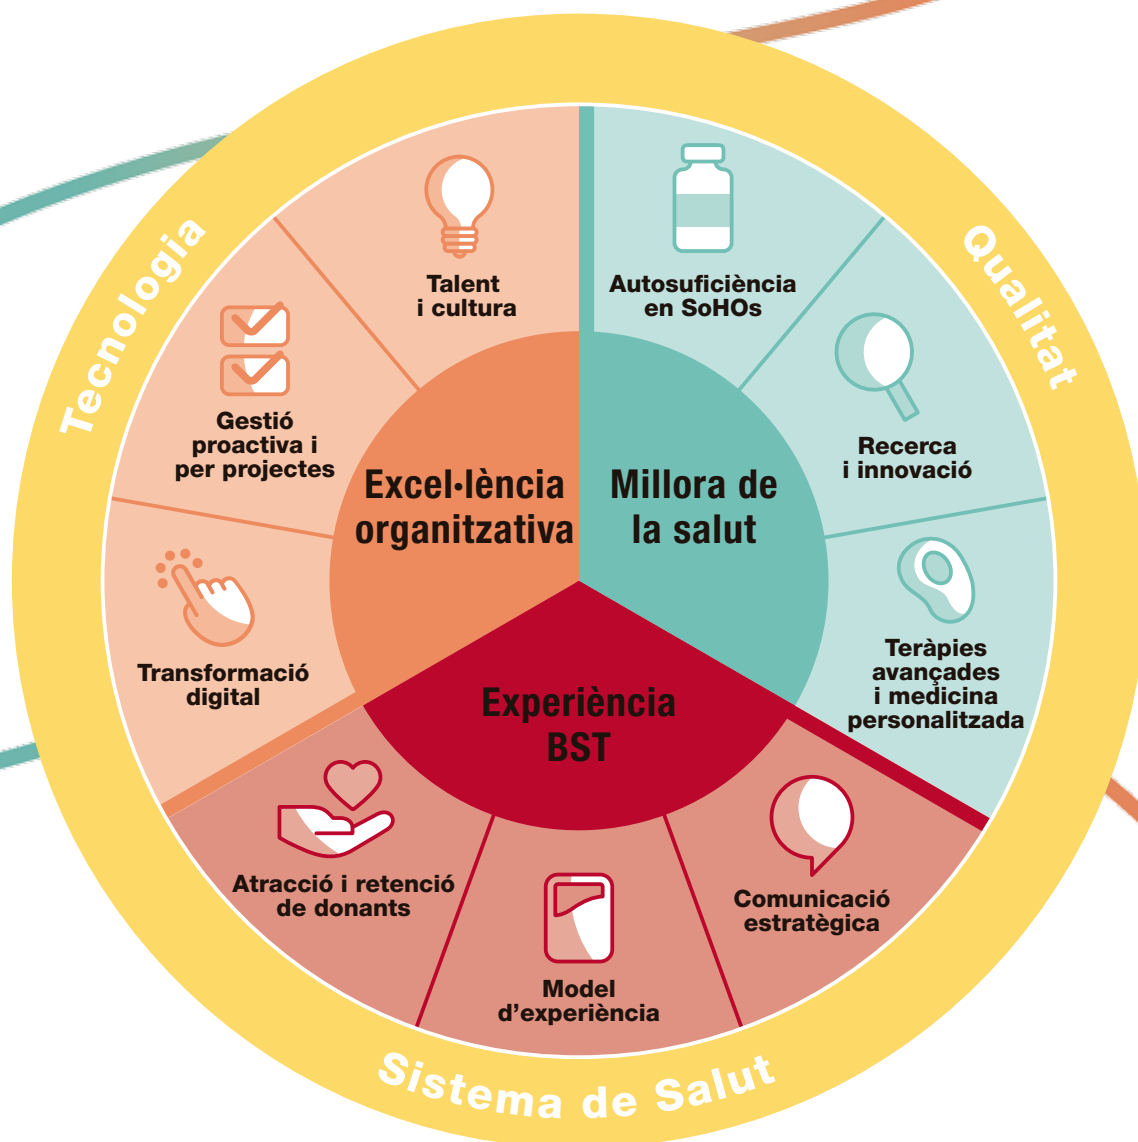 Tecnologia
Qualitat
Sistema de Salut
Talent
i cultura
Gestió
proactiva i
per projectes
Transformació
digital
Excel·lència
organitzativa
Autosuficiència
en SoHOs
Recerca
i innovació
Teràpies
avançades
i medicina
personalitzada
Millora de
la salut
Experiència
BST
Atracció i retenció
de donants
Model
d’experiència
Comunicació
estratègica